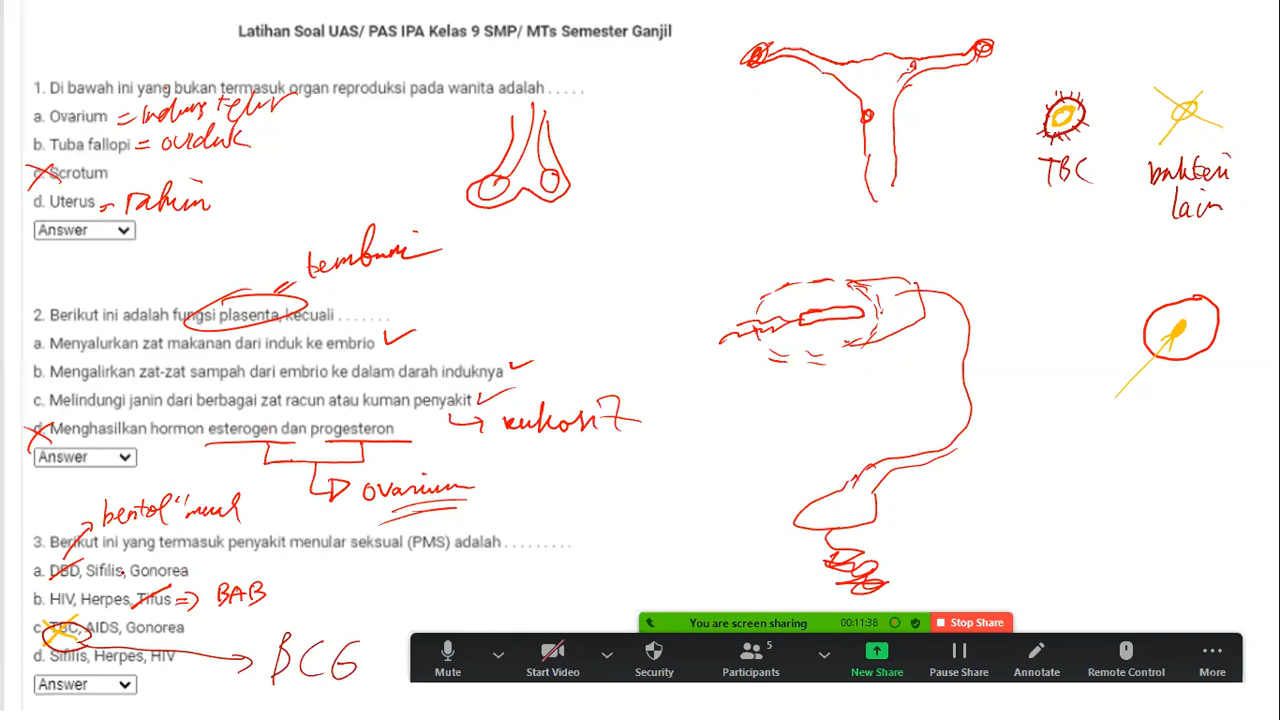 Latihan Soal UAS/ PAS IPA Kelas 9 SMP/ MTs Semester Ganjil
1. Di bawah ini yang bukan termasuk organ reproduksi pada wanita adalah . . . . .
a. Ovarium = indung telur
b. Tuba fallopi = oviduk
c. Scrotum
d. Uterus = rahim
Answer
TBC
bakteri
lain
tembuni
2. Berikut ini adalah fungsi plasenta, kecuali . . . . . . .
a. Menyalurkan zat makanan dari induk ke embrio
b. Mengalirkan zat-zat sampah dari embrio ke dalam darah induknya
c. Melindungi janin dari berbagai zat racun atau kuman penyakit
d. Menghasilkan hormon esterogen dan progesteron
Answer
ovarium
3. Berikut ini yang termasuk penyakit menular seksual (PMS) adalah . . . . . . . . .
a. DBD, Sifilis, Gonorea
b. HIV, Herpes, Tifus => BAB
c. TBC, AIDS, Gonorea
d. Sifilis, Herpes, HIV
BCG
Answer
You are screen sharing 00:11:38 Stop Share
5
Mute Start Video Security Participants New Share Pause Share Annotate Remote Control More